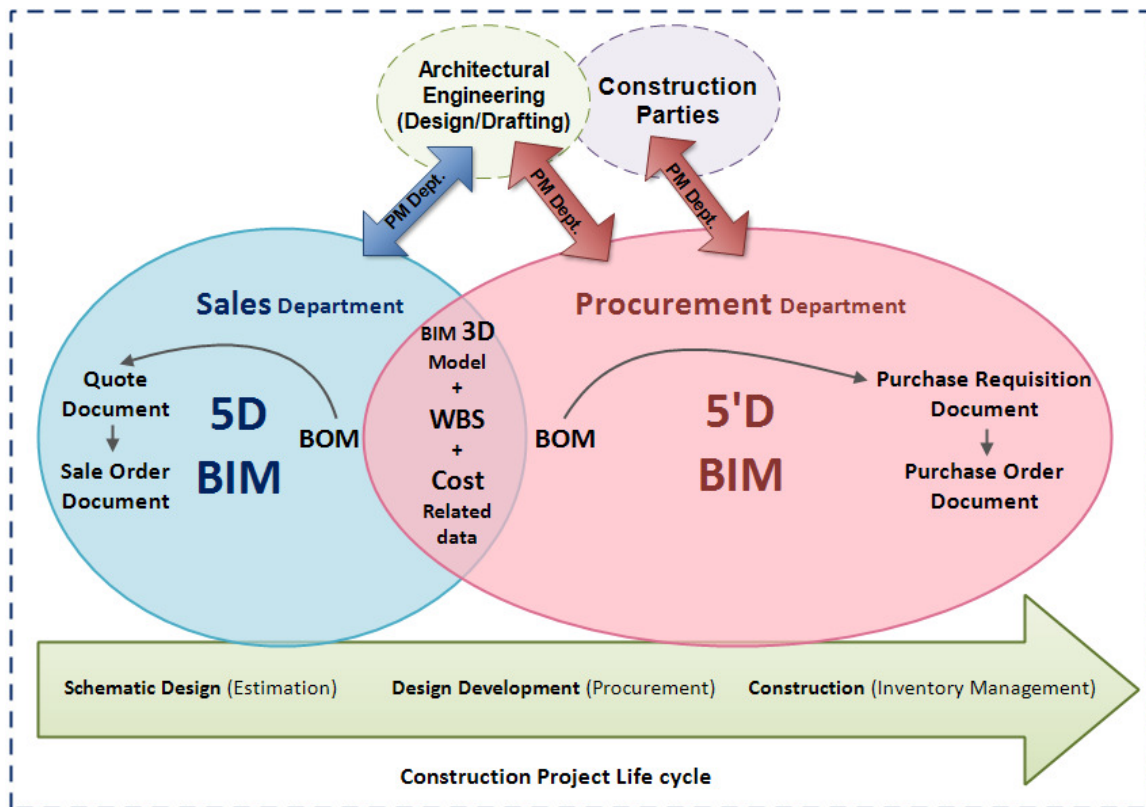 Architectural
Engineering
(Design/Drafting)
Construction
Parties
PM Dept.
PM Dept.
PM Dept.
Sales Department
Procurement Department
BIM 3D
Model
+
WBS
+
Cost
Related
data
Quote
Document
Sale Order
Document
5D
BIM
BOM
BOM
5'D
BIM
Purchase Requisition
Document
Purchase Order
Document
Schematic Design (Estimation)
Design Development (Procurement)
Construction (Inventory Management)
Construction Project Life cycle